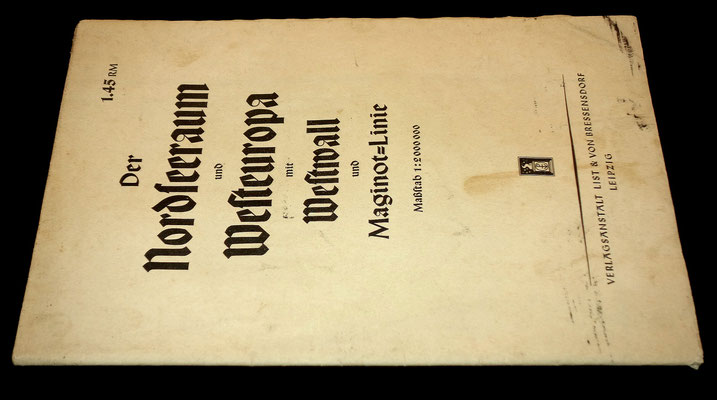 1.45 RM
Der
Nordſeeraum
und
Weſteuropa
mit
Weſtwall
und
Maginot=Linie
Maßſtab 1:2000000
VERLAGSANSTALT LIST & VON BRESSENSDORF
LEIPZIG